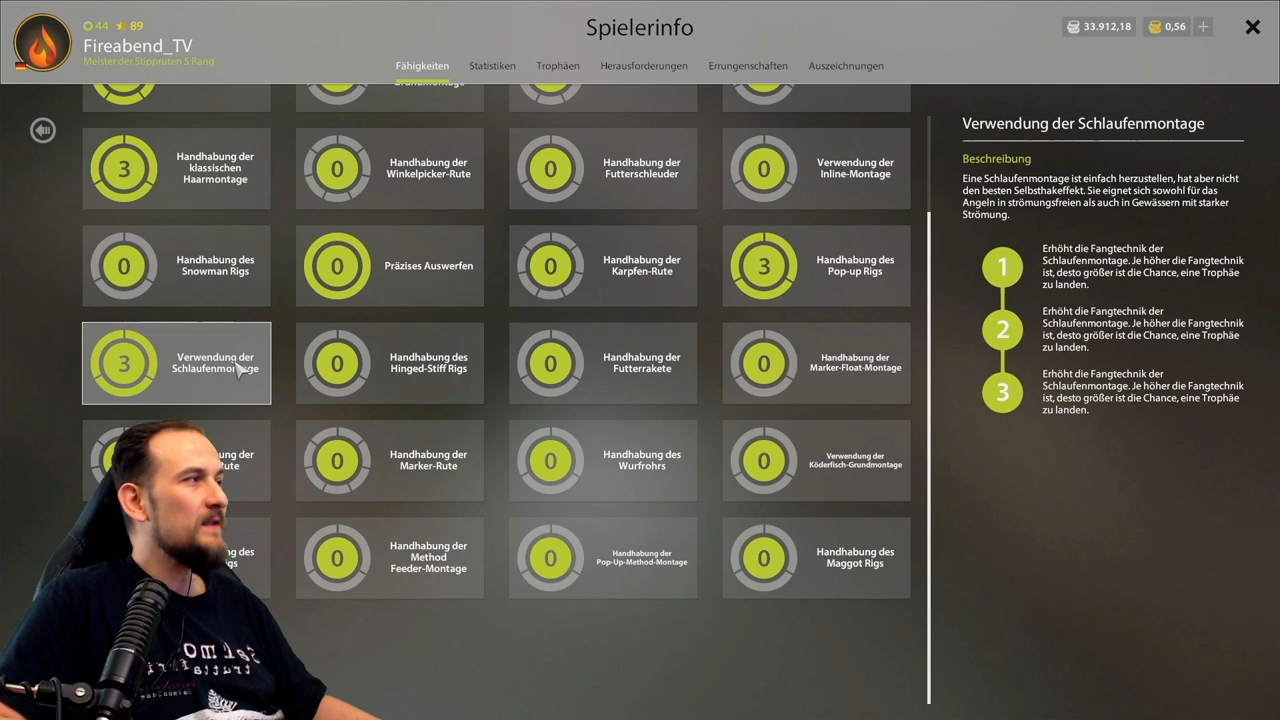 44 89
Fireabend_TV
Meister der Stippruten 5 Rang
Spielerinfo
33.912,18
0,56
Fähigkeiten
Statistiken
Trophäen
Herausforderungen
Errungenschaften
Auszeichnungen
3
Handhabung der
klassischen
Haarmontage
0
Handhabung der
Winkelpicker-Rute
0
Handhabung der
Futterschleuder
0
Verwendung der
Inline-Montage
0
Handhabung des
Snowman Rigs
0
Präzises Auswerfen
0
Handhabung der
Karpfen-Rute
3
Handhabung des
Pop-up Rigs
3
Verwendung der
Schlaufenmontage
0
Handhabung des
Hinged-Stiff Rigs
0
Handhabung der
Futterrakete
0
Handhabung der
Marker-Float-Montage
0
Handhabung der
Marker-Rute
0
Handhabung des
Wurfrohrs
0
Verwendung der
Köderfisch-Grundmontage
0
Handhabung der
Method
Feeder-Montage
0
Handhabung der
Pop-Up-Method-Montage
0
Handhabung des
Maggot Rigs
Verwendung der Schlaufenmontage
Beschreibung
Eine Schlaufenmontage ist einfach herzustellen, hat aber nicht
den besten Selbsthakeffekt. Sie eignet sich sowohl für das
Angeln in strömungsfreien als auch in Gewässern mit starker
Strömung.
1
Erhöht die Fangtechnik der
Schlaufenmontage. Je höher die Fangtechnik
ist, desto größer ist die Chance, eine Trophäe
zu landen.
2
Erhöht die Fangtechnik der
Schlaufenmontage. Je höher die Fangtechnik
ist, desto größer ist die Chance, eine Trophäe
zu landen.
3
Erhöht die Fangtechnik der
Schlaufenmontage. Je höher die Fangtechnik
ist, desto größer ist die Chance, eine Trophäe
zu landen.